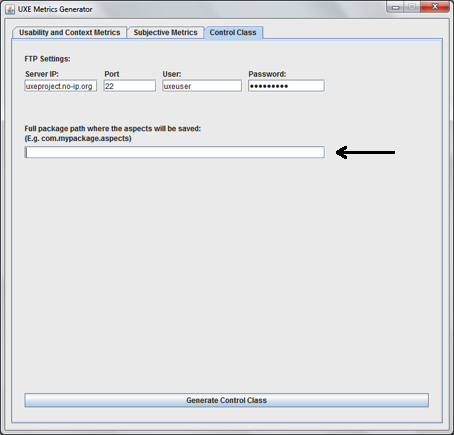 UXE Metrics Generator
Usability and Context Metrics Subjective Metrics Control Class
FTP Settings:
Server IP: Port User: Password:
uxeproject.no-ip.org 22 uxeuser •••••••••
Full package path where the aspects will be saved:
(E.g. com.mypackage.aspects)
Generate Control Class